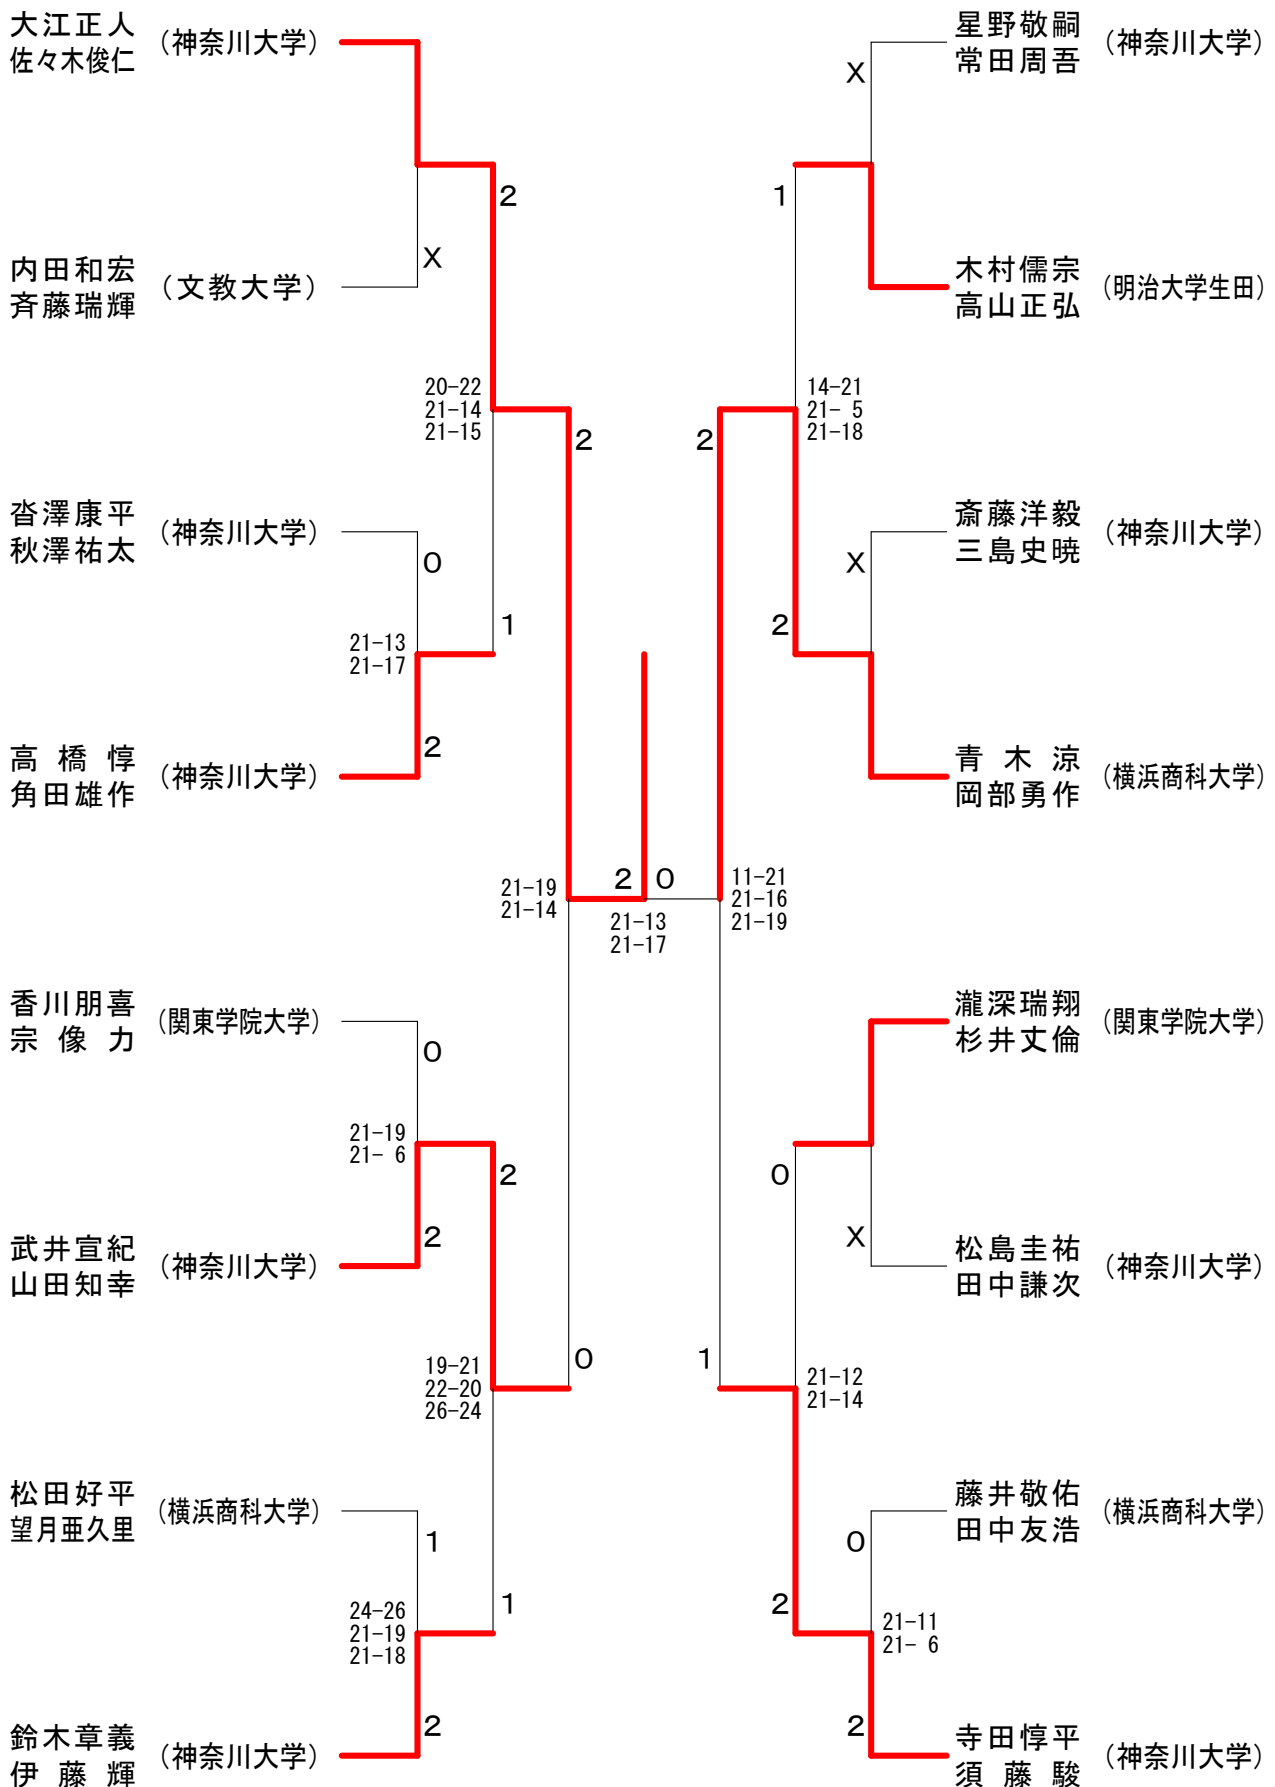 大江正人
佐々木俊仁
(神奈川大学)
2
X
内田和宏
斉藤瑞輝
(文教大学)
20-22
21-14
21-15
2
沓澤康平
秋澤祐太
(神奈川大学)
0
1
21-13
21-17
高橋惇
角田雄作
(神奈川大学)
2
21-19
21-14
2
0
21-13
21-17
香川朋喜
宗像力
(関東学院大学)
0
21-19
21- 6
2
武井宣紀
山田知幸
(神奈川大学)
2
19-21
22-20
26-24
0
松田好平
望月亜久里
(横浜商科大学)
1
1
24-26
21-19
21-18
鈴木章義
伊藤輝
(神奈川大学)
2
星野敬嗣
常田周吾
(神奈川大学)
X
1
木村儒宗
高山正弘
(明治大学生田)
14-21
21- 5
21-18
2
斎藤洋毅
三島史暁
(神奈川大学)
X
2
青木涼
岡部勇作
(横浜商科大学)
11-21
21-16
21-19
瀧深瑞翔
杉井丈倫
(関東学院大学)
0
X
松島圭祐
田中謙次
(神奈川大学)
1
21-12
21-14
藤井敬佑
田中友浩
(横浜商科大学)
0
2
21-11
21- 6
2
寺田惇平
須藤駿
(神奈川大学)